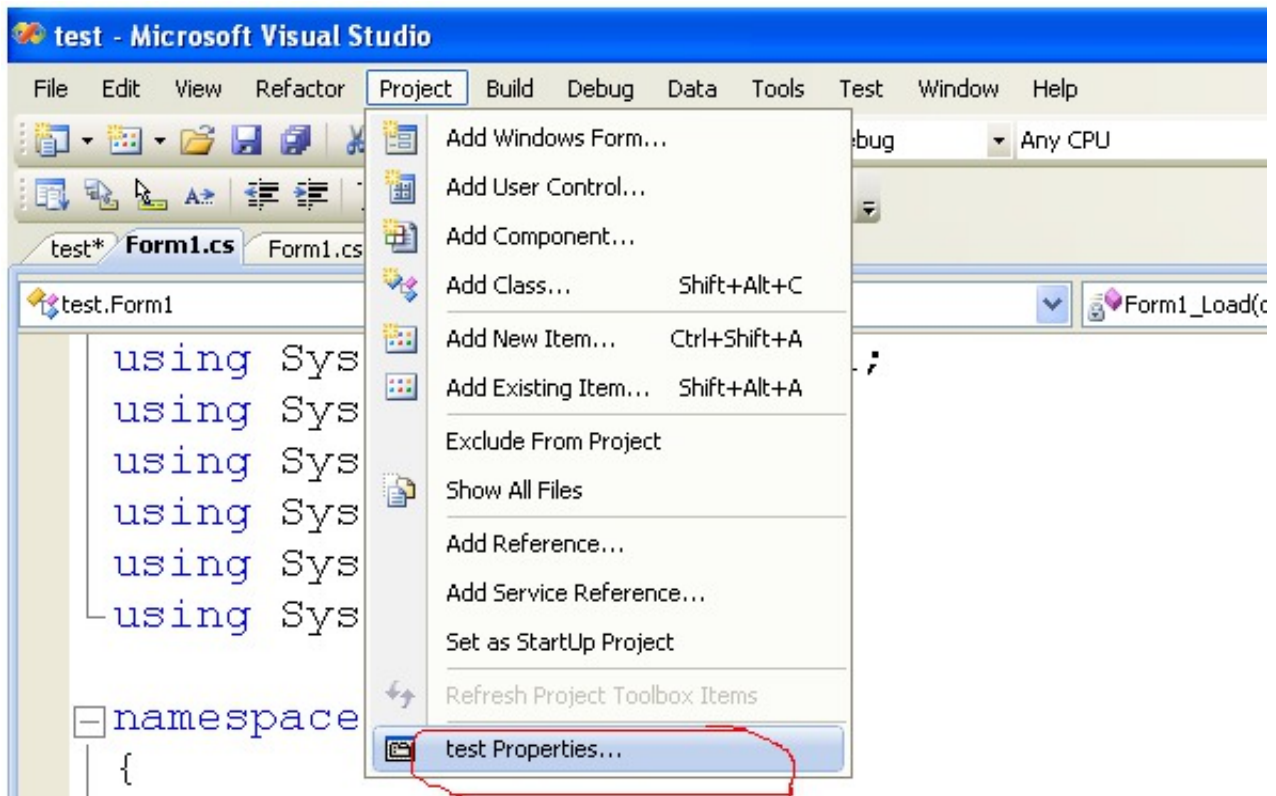 test - Microsoft Visual Studio
File Edit View Refactor Project Build Debug Data Tools Test Window Help
Any CPU
test* Form1.cs Form1.cs
test.Form1
Form1_Load(
Add Windows Form...
Add User Control...
Add Component...
Add Class... Shift+Alt+C
Add New Item... Ctrl+Shift+A
Add Existing Item... Shift+Alt+A
Exclude From Project
Show All Files
Add Reference...
Add Service Reference...
Set as StartUp Project
Refresh Project Toolbox Items
test Properties...
using Sys
using Sys
using Sys
using Sys
using Sys
using Sys
namespace
{